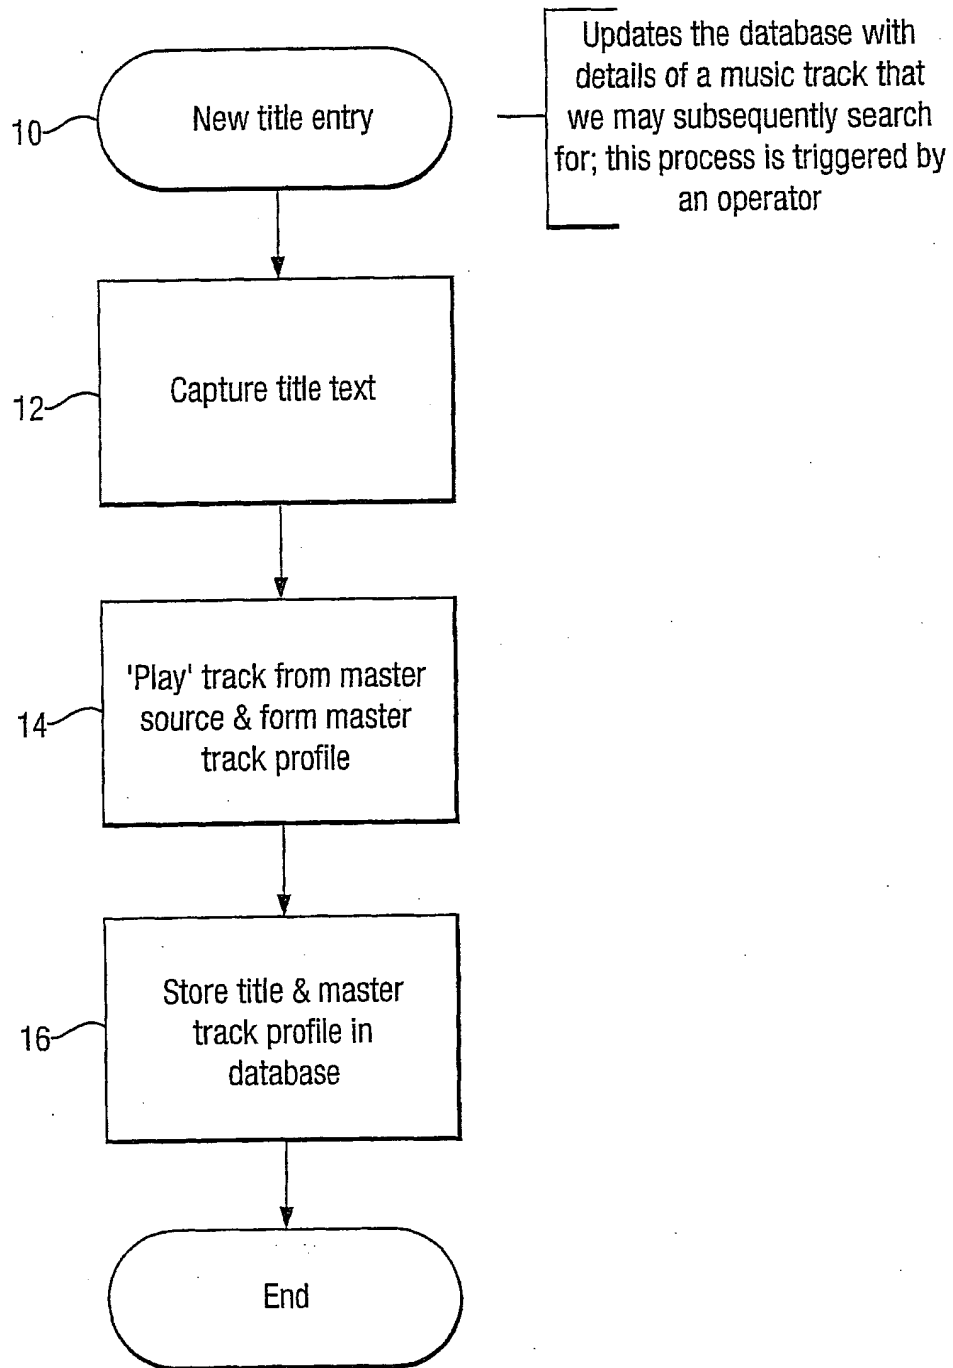 10
New title entry
Updates the database with
details of a music track that
we may subsequently search
for; this process is triggered by
an operator
12
Capture title text
14
'Play' track from master
source & form master
track profile
16
Store title & master
track profile in
database
End